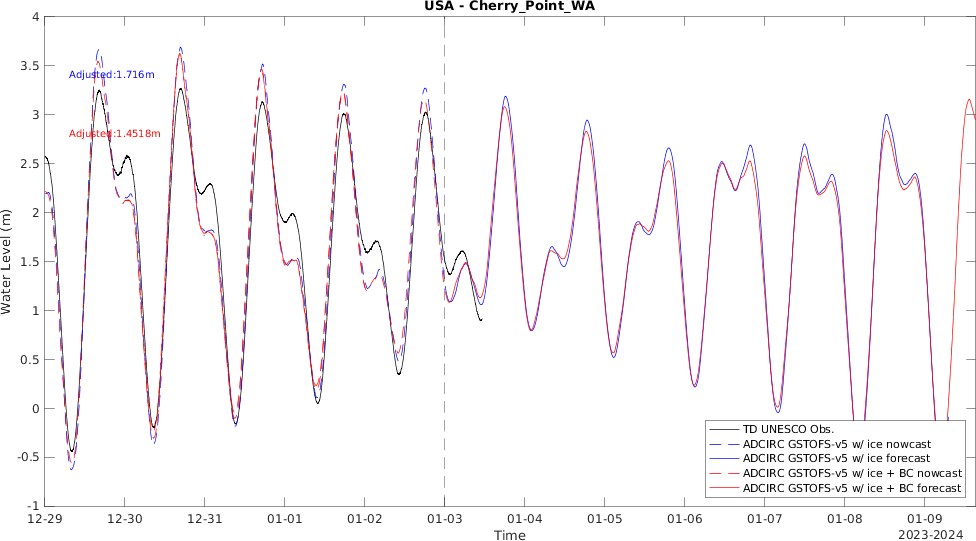 USA - Cherry_Point_WA
4
3.5
3
2.5
2
1.5
1
0.5
0
-0.5
-1
Water Level (m)
Adjusted:1.716m
Adjusted:1.4518m
TD UNESCO Obs.
ADCIRC GSTOFS-v5 w/ ice nowcast
ADCIRC GSTOFS-v5 w/ ice forecast
ADCIRC GSTOFS-v5 w/ ice + BC nowcast
ADCIRC GSTOFS-v5 w/ ice + BC forecast
12-29 12-30 12-31 01-01 01-02 01-03 01-04 01-05 01-06 01-07 01-08 01-09
Time
2023-2024